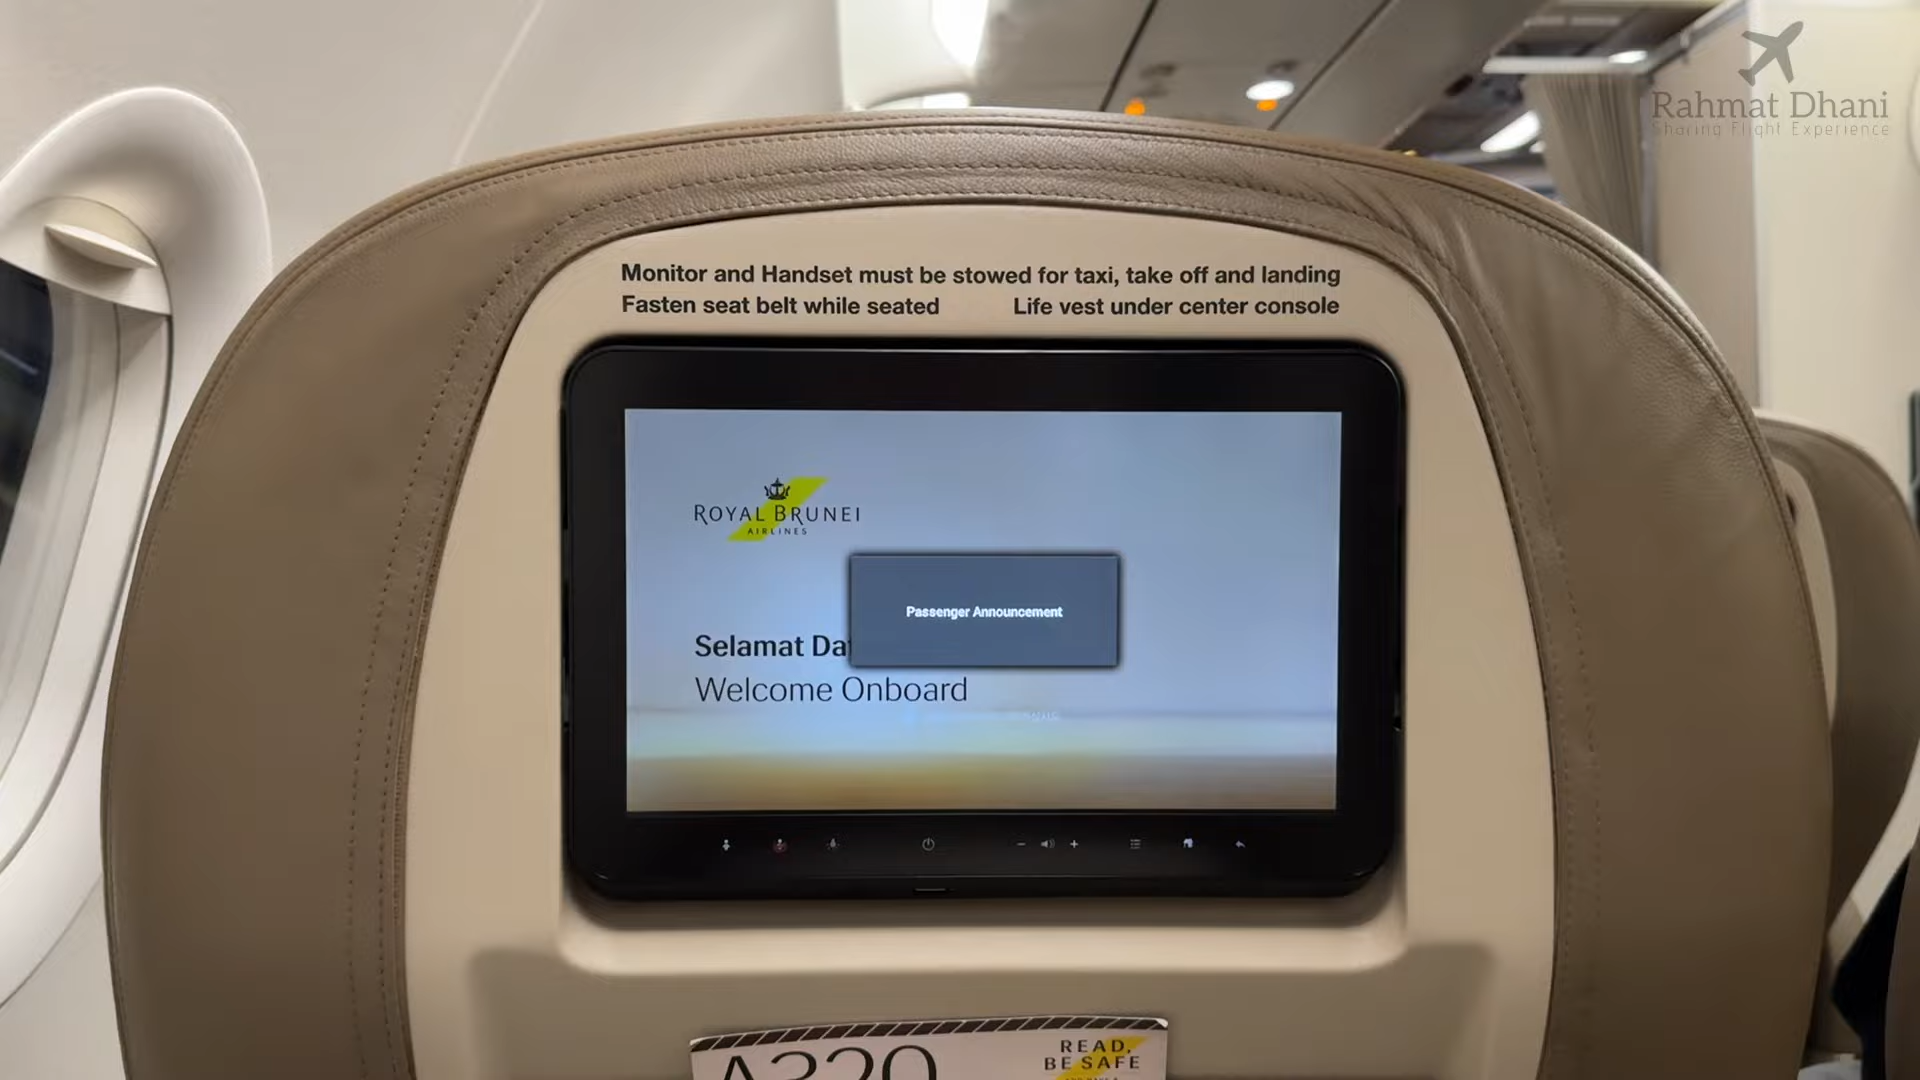 Rahmat Dhani
Sharing Flight Experience
Monitor and Handset must be stowed for taxi, take off and landing
Fasten seat belt while seated
Life vest under center console
ROYAL BRUNEI
AIRLINES
Passenger Announcement
Selamat
Welcome Onboard
A320
READ,
BE SAFE